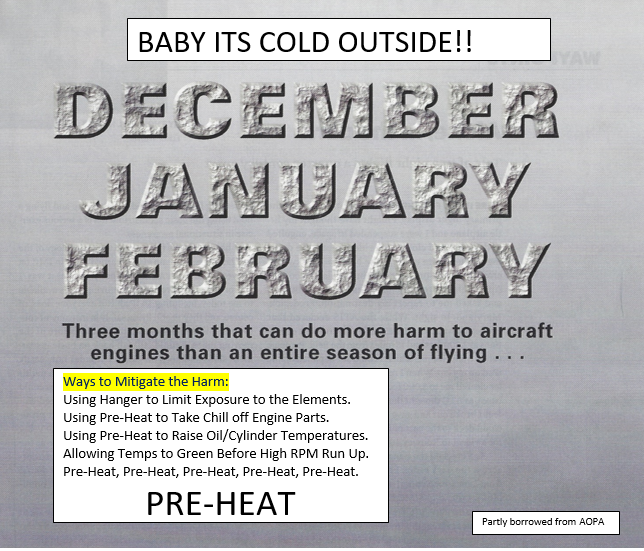 BABY ITS COLD OUTSIDE!!
DECEMBER
JANUARY
FEBRUARY
Three months that can do more harm to aircraft
engines than an entire season of flying . . .
Ways to Mitigate the Harm:
Using Hanger to Limit Exposure to the Elements.
Using Pre-Heat to Take Chill off Engine Parts.
Using Pre-Heat to Raise Oil/Cylinder Temperatures.
Allowing Temps to Green Before High RPM Run Up.
Pre-Heat, Pre-Heat, Pre-Heat, Pre-Heat, Pre-Heat.
PRE-HEAT
Partly borrowed from AOPA